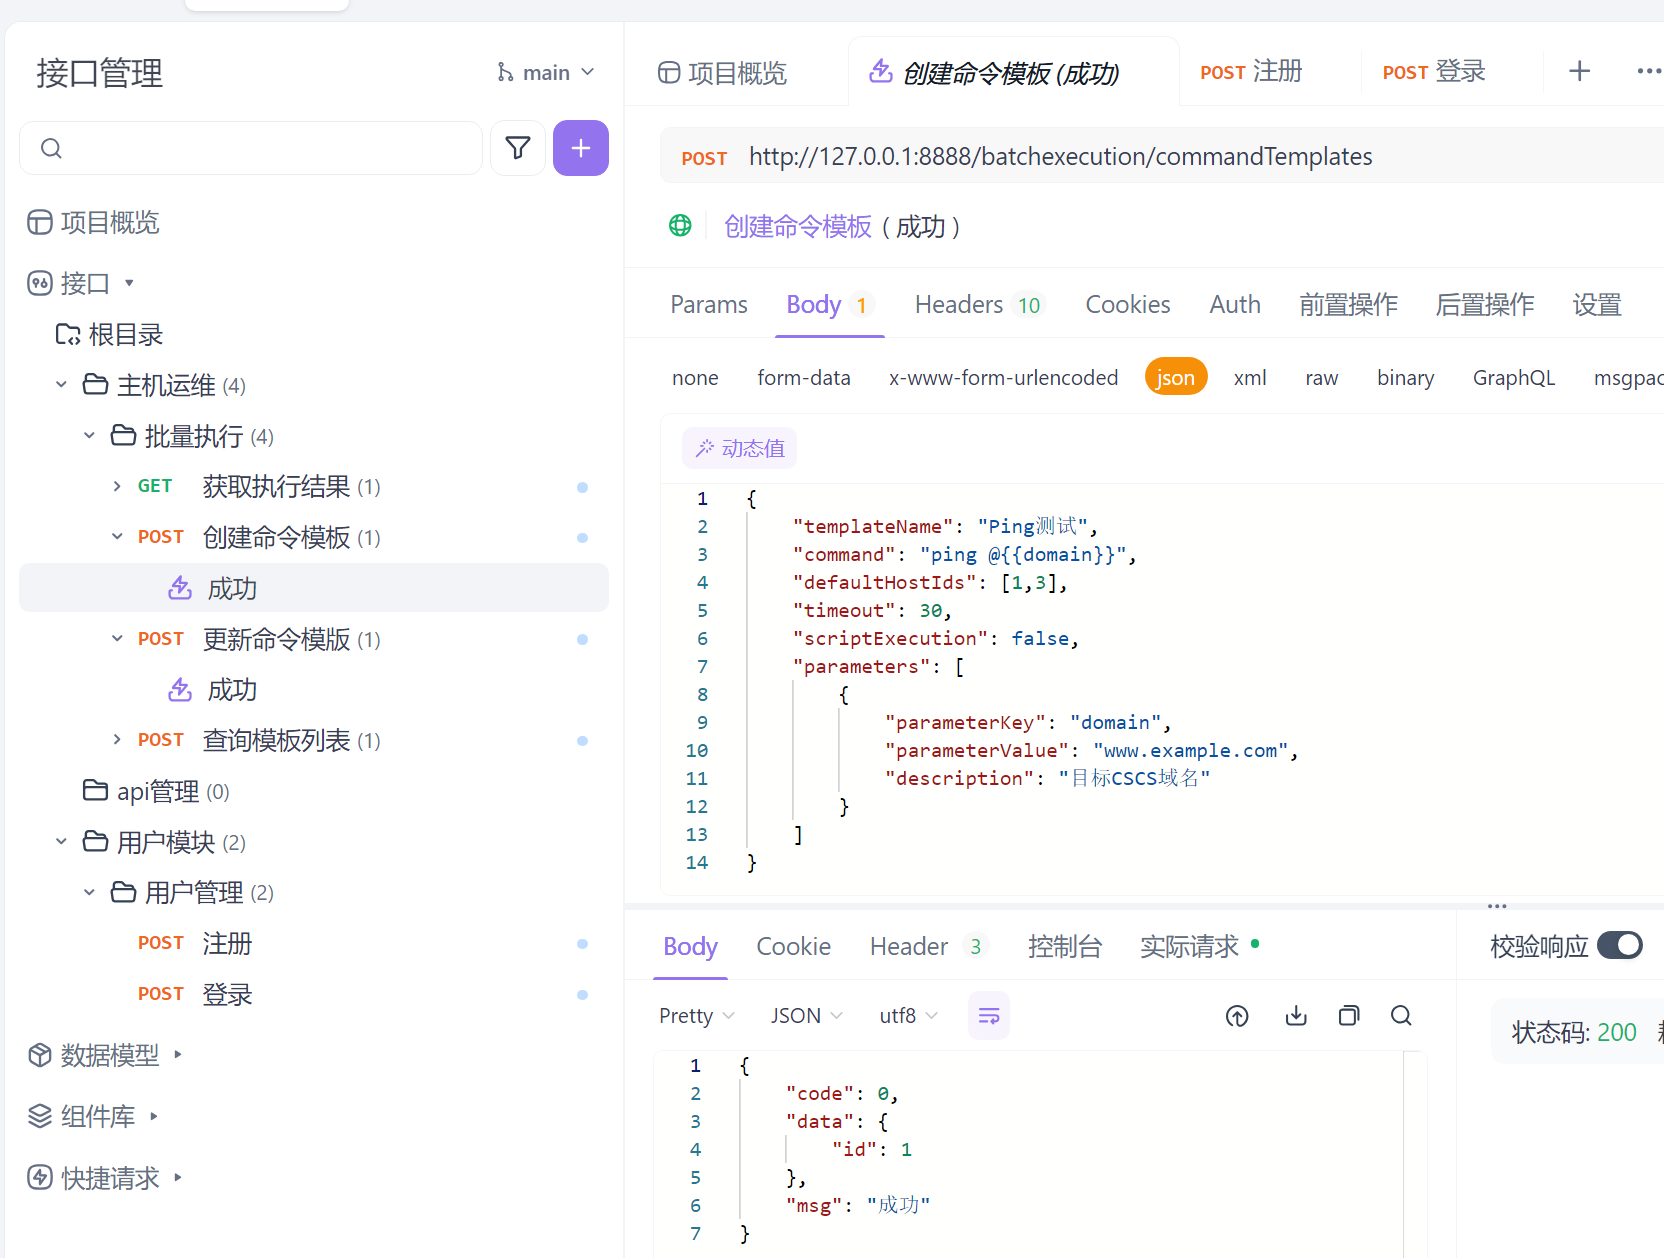 接口管理
main
项目概览
接口
根目录
主机运维 (4)
批量执行 (4)
GET 获取执行结果 (1)
POST 创建命令模板 (1)
成功
POST 更新命令模版 (1)
成功
POST 查询模板列表 (1)
api管理 (0)
用户模块 (2)
用户管理 (2)
POST 注册
POST 登录
数据模型
组件库
快捷请求
项目概览
创建命令模板 (成功)
POST 注册
POST 登录
POST http://127.0.0.1:8888/batchexecution/commandTemplates
创建命令模板 ( 成功 )
Params Body 1 Headers 10 Cookies Auth 前置操作 后置操作 设置
none form-data x-www-form-urlencoded json xml raw binary GraphQL msgpac
动态值
1 {
2 "templateName": "Ping测试",
3 "command": "ping @{{domain}}",
4 "defaultHostIds": [1,3],
5 "timeout": 30,
6 "scriptExecution": false,
7 "parameters": [
8 {
9 "parameterKey": "domain",
10 "parameterValue": "www.example.com",
11 "description": "目标CSCS域名"
12 }
13 ]
14 }
Body Cookie Header 3 控制台 实际请求
校验响应
Pretty JSON utf8
状态码: 200
1 {
2 "code": 0,
3 "data": {
4 "id": 1
5 },
6 "msg": "成功"
7 }